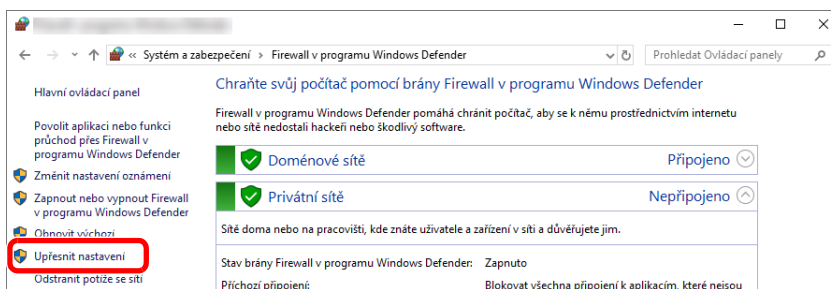 « Systém a zabezpečení › Firewall v programu Windows Defender
Prohledat Ovládací panely
Hlavní ovládací panel
Povolit aplikaci nebo funkci
průchod přes Firewall v
programu Windows Defender
Změnit nastavení oznámení
Zapnout nebo vypnout Firewall
v programu Windows Defender
Obnovit výchozí
Upřesnit nastavení
Odstranit potíže se sítí
Chraňte svůj počítač pomocí brány Firewall v programu Windows Defender
Firewall v programu Windows Defender pomáhá chránit počítač, aby se k němu prostřednictvím internetu
nebo sítě nedostali hackeři nebo škodlivý software.
Doménové sítě Připojeno
Privátní sítě Nepřipojeno
Sítě doma nebo na pracovišti, kde znáte uživatele a zařízení v síti a důvěřujete jim.
Stav brány Firewall v programu Windows Defender: Zapnuto
Příchozí připojení: Blokovat všechna připojení k aplikacím, které nejsou